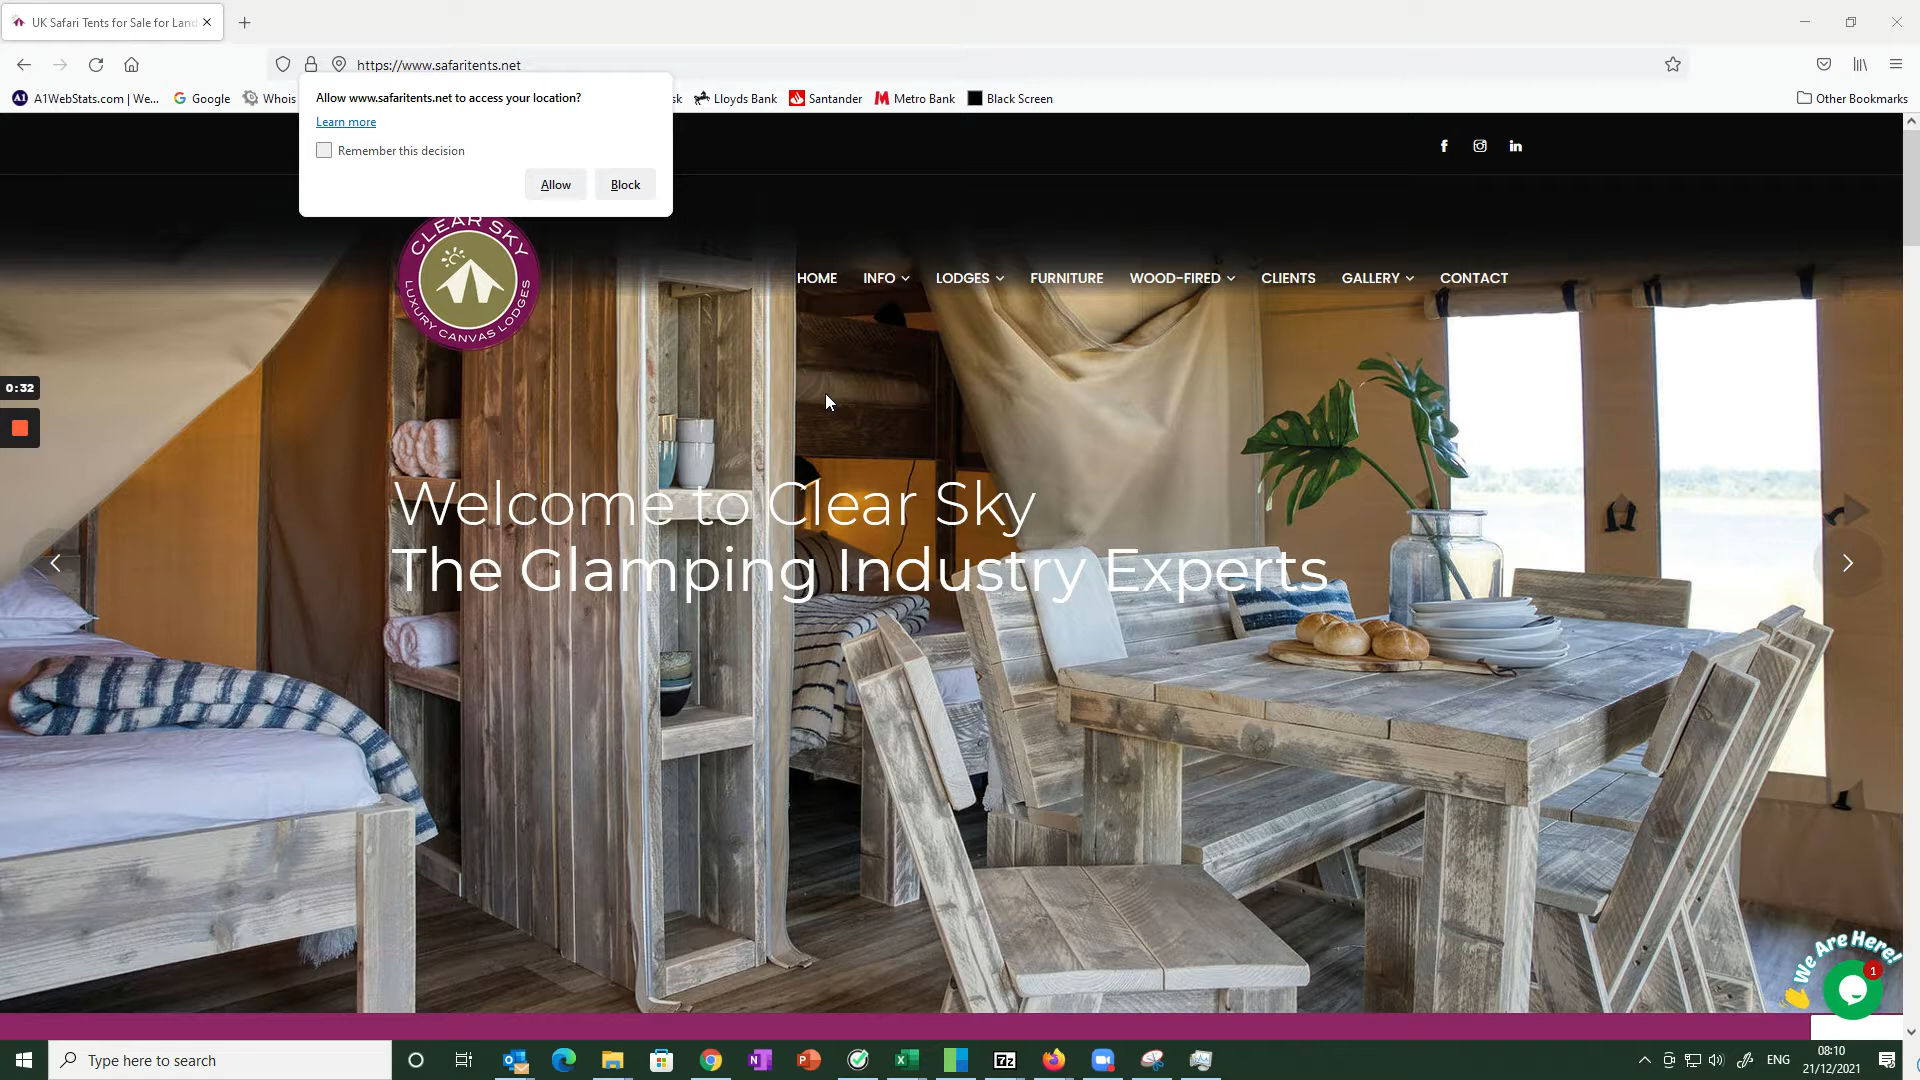 UK Safari Tents for Sale for Land
https://www.safaritents.net
A1WebStats.com | We...
Google
Whois
sk
Lloyds Bank
Santander
Metro Bank
Black Screen
Other Bookmarks
Allow www.safaritents.net to access your location?
Learn more
Remember this decision
Allow
Block
CLEAR SKY
LUXURY CANVAS LODGES
HOME
INFO
LODGES
FURNITURE
WOOD-FIRED
CLIENTS
GALLERY
CONTACT
0:32
Welcome to Clear Sky
The Glamping Industry Experts
We Are Here!
1
Type here to search
ENG
08:10
21/12/2021